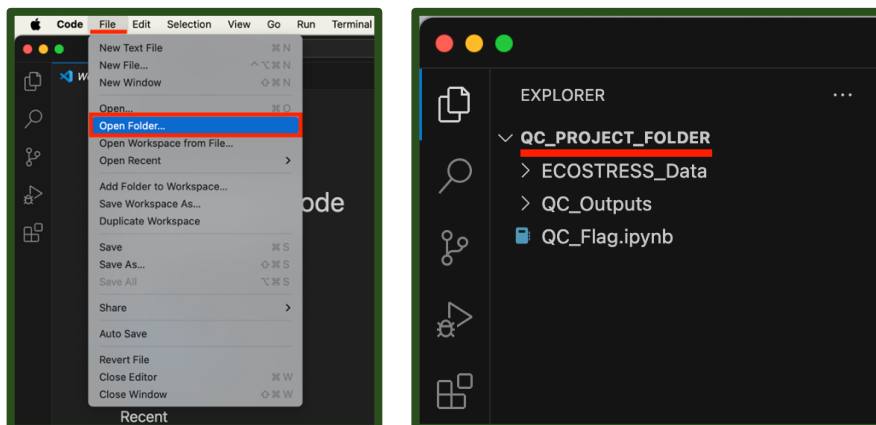 Code File Edit Selection View Go Run Terminal
New Text File ⌘ N
New File... ⌃⌥⌘ N
New Window ⇧⌘ N
Open... ⌘ O
Open Folder...
Open Workspace from File...
Open Recent >
Add Folder to Workspace...
Save Workspace As...
Duplicate Workspace
ode
Save ⌘ S
Save As... ⇧⌘ S
Save All ⌥⌘ S
Share >
Auto Save
Revert File
Close Editor ⌘ W
Close Window ⇧⌘ W
Recent
EXPLORER ...
QC_PROJECT_FOLDER
> ECOSTRESS_Data
> QC_Outputs
QC_Flag.ipynb